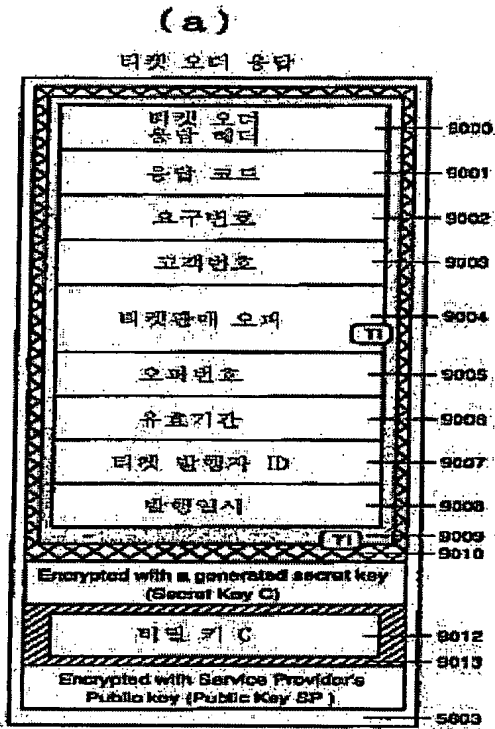 (a)
티켓 오더 응답
티켓 오더
응답 헤더
9000
응답 코드
9001
요구번호
9002
고객번호
9003
티켓판매 오퍼
9004
TI
오퍼번호
9005
유효기간
9006
티켓 발행자 ID
9007
발행일시
9008
TI
9009
9010
Encrypted with a generated secret key
(Secret Key C)
비밀 키 C
9012
9013
Encrypted with Service Provider's
Public key (Public Key SP)
5603